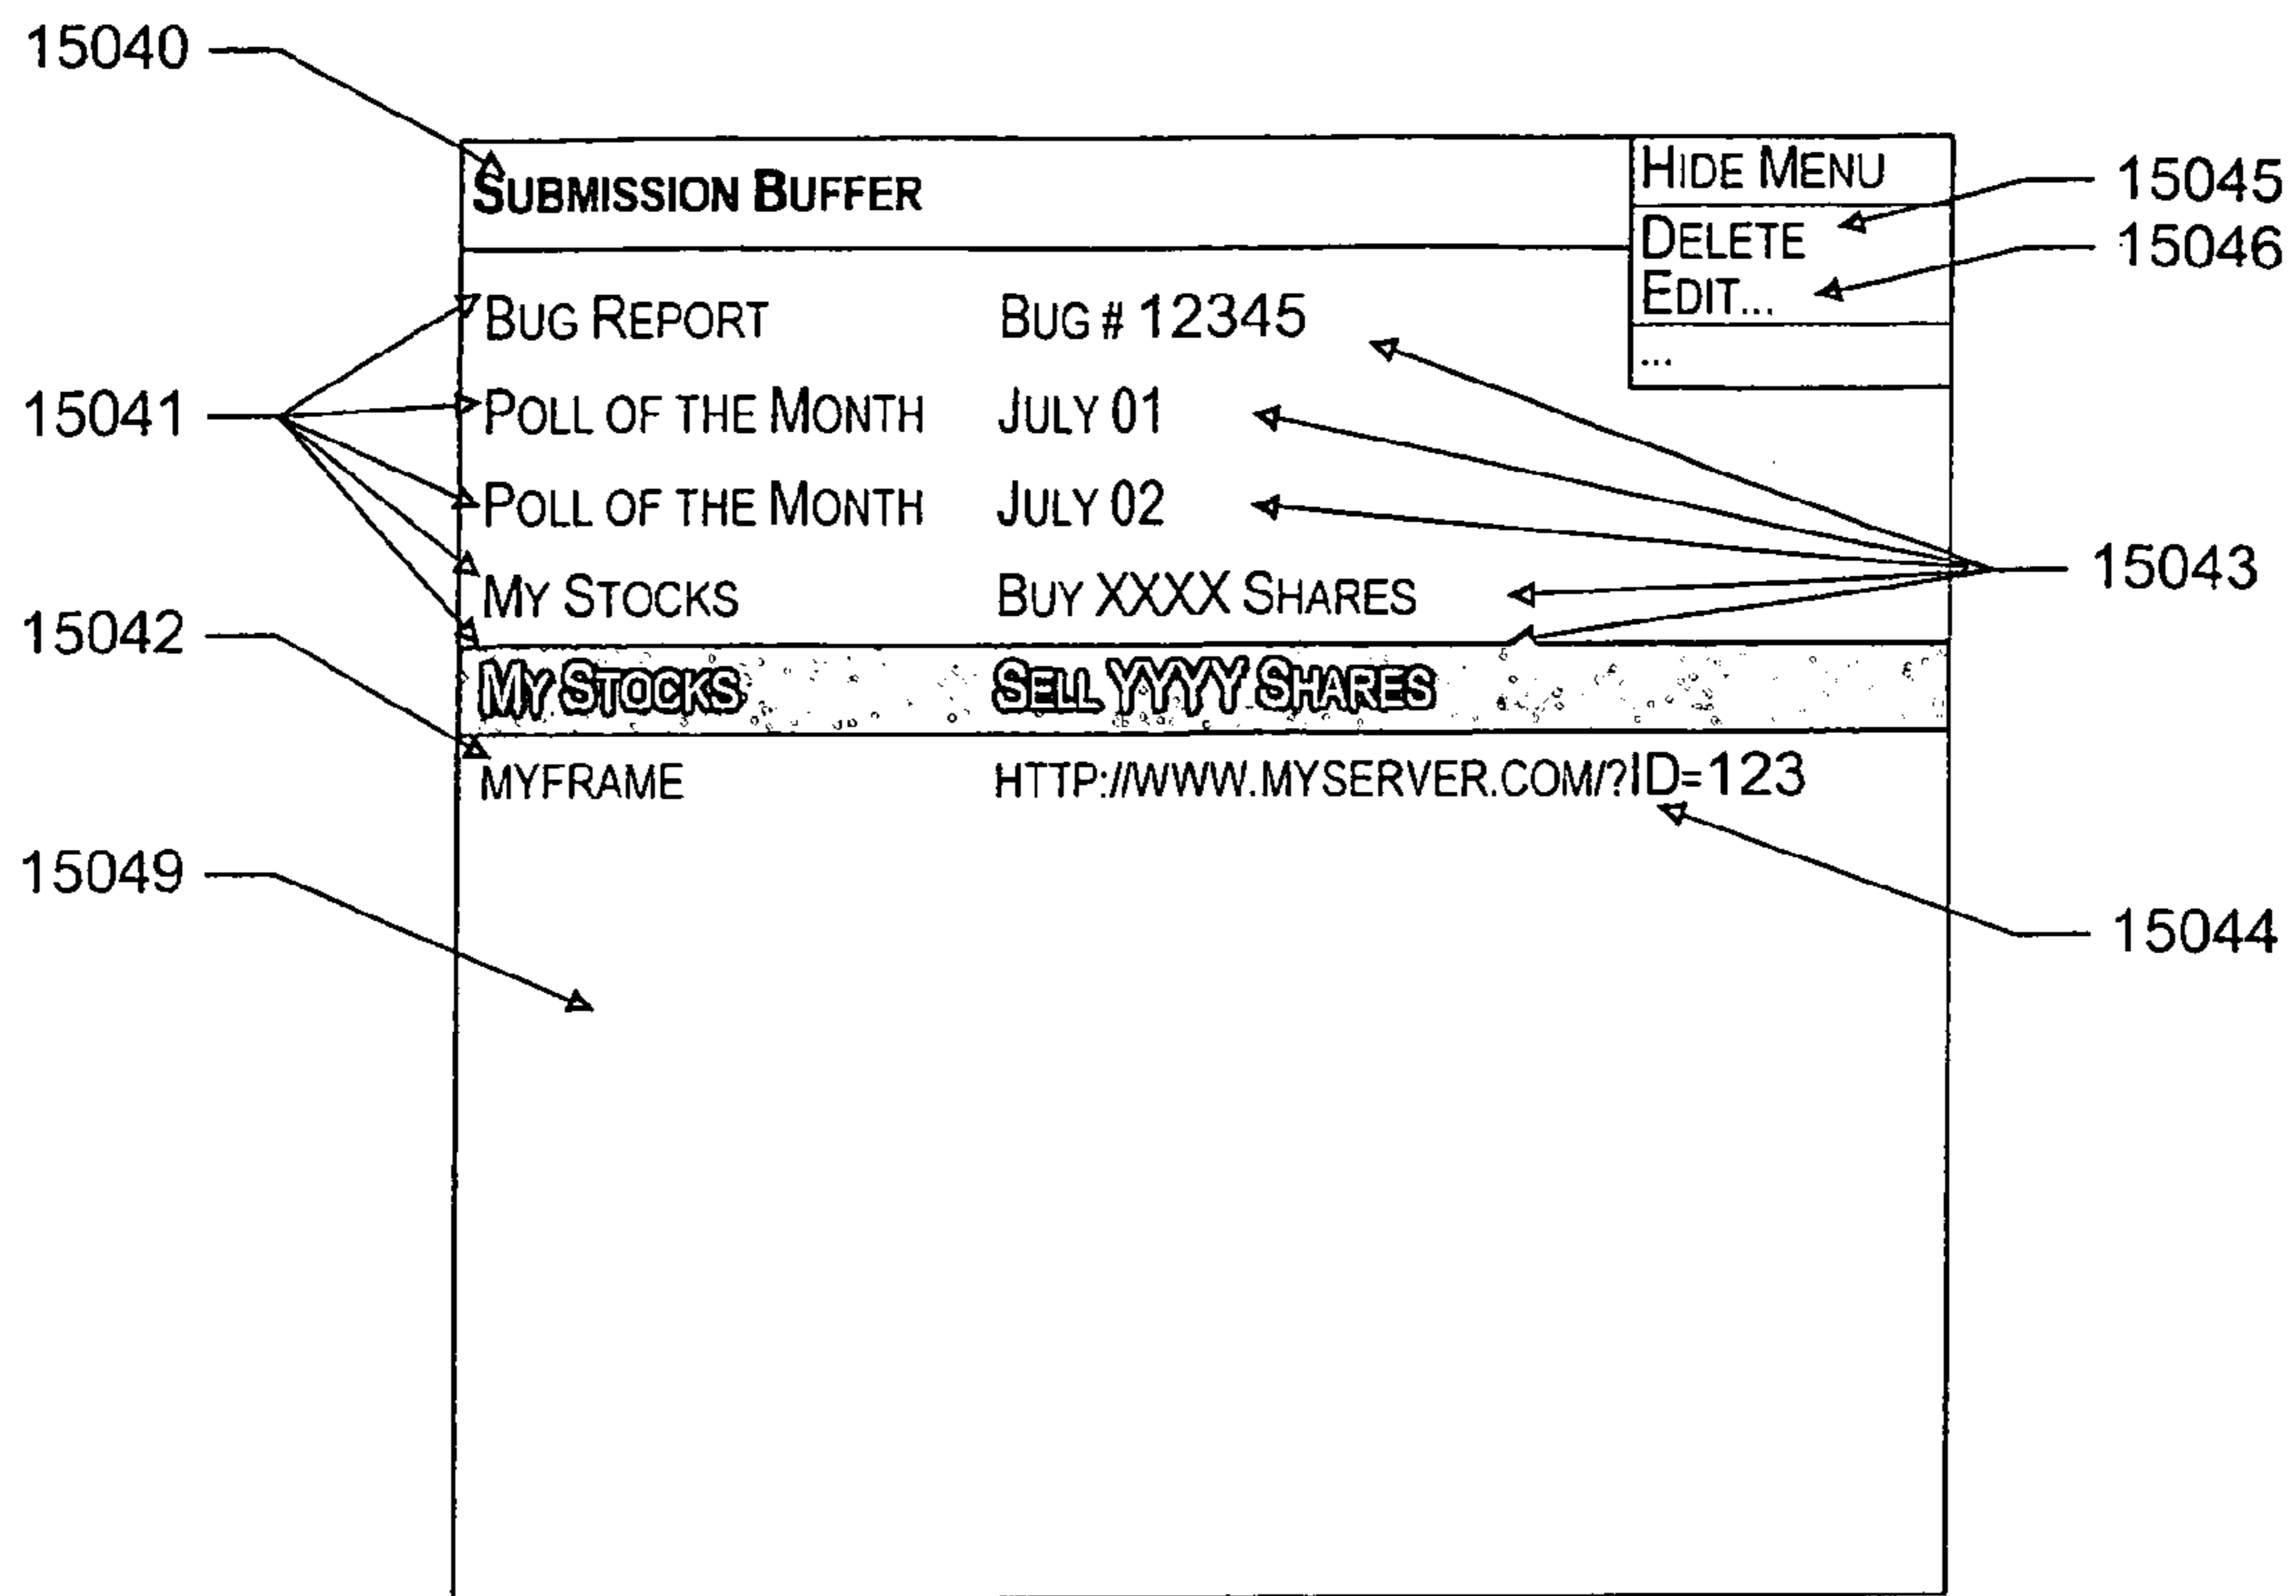 15040
SUBMISSION BUFFER
HIDE MENU
DELETE
EDIT...
...
15045
15046
BUG REPORT BUG # 12345
15041
POLL OF THE MONTH JULY 01
POLL OF THE MONTH JULY 02
MY STOCKS BUY XXXX SHARES
15043
15042
MY STOCKS SELL YYYY SHARES
MYFRAME HTTP://WWW.MYSERVER.COM/?ID=123
15049
15044